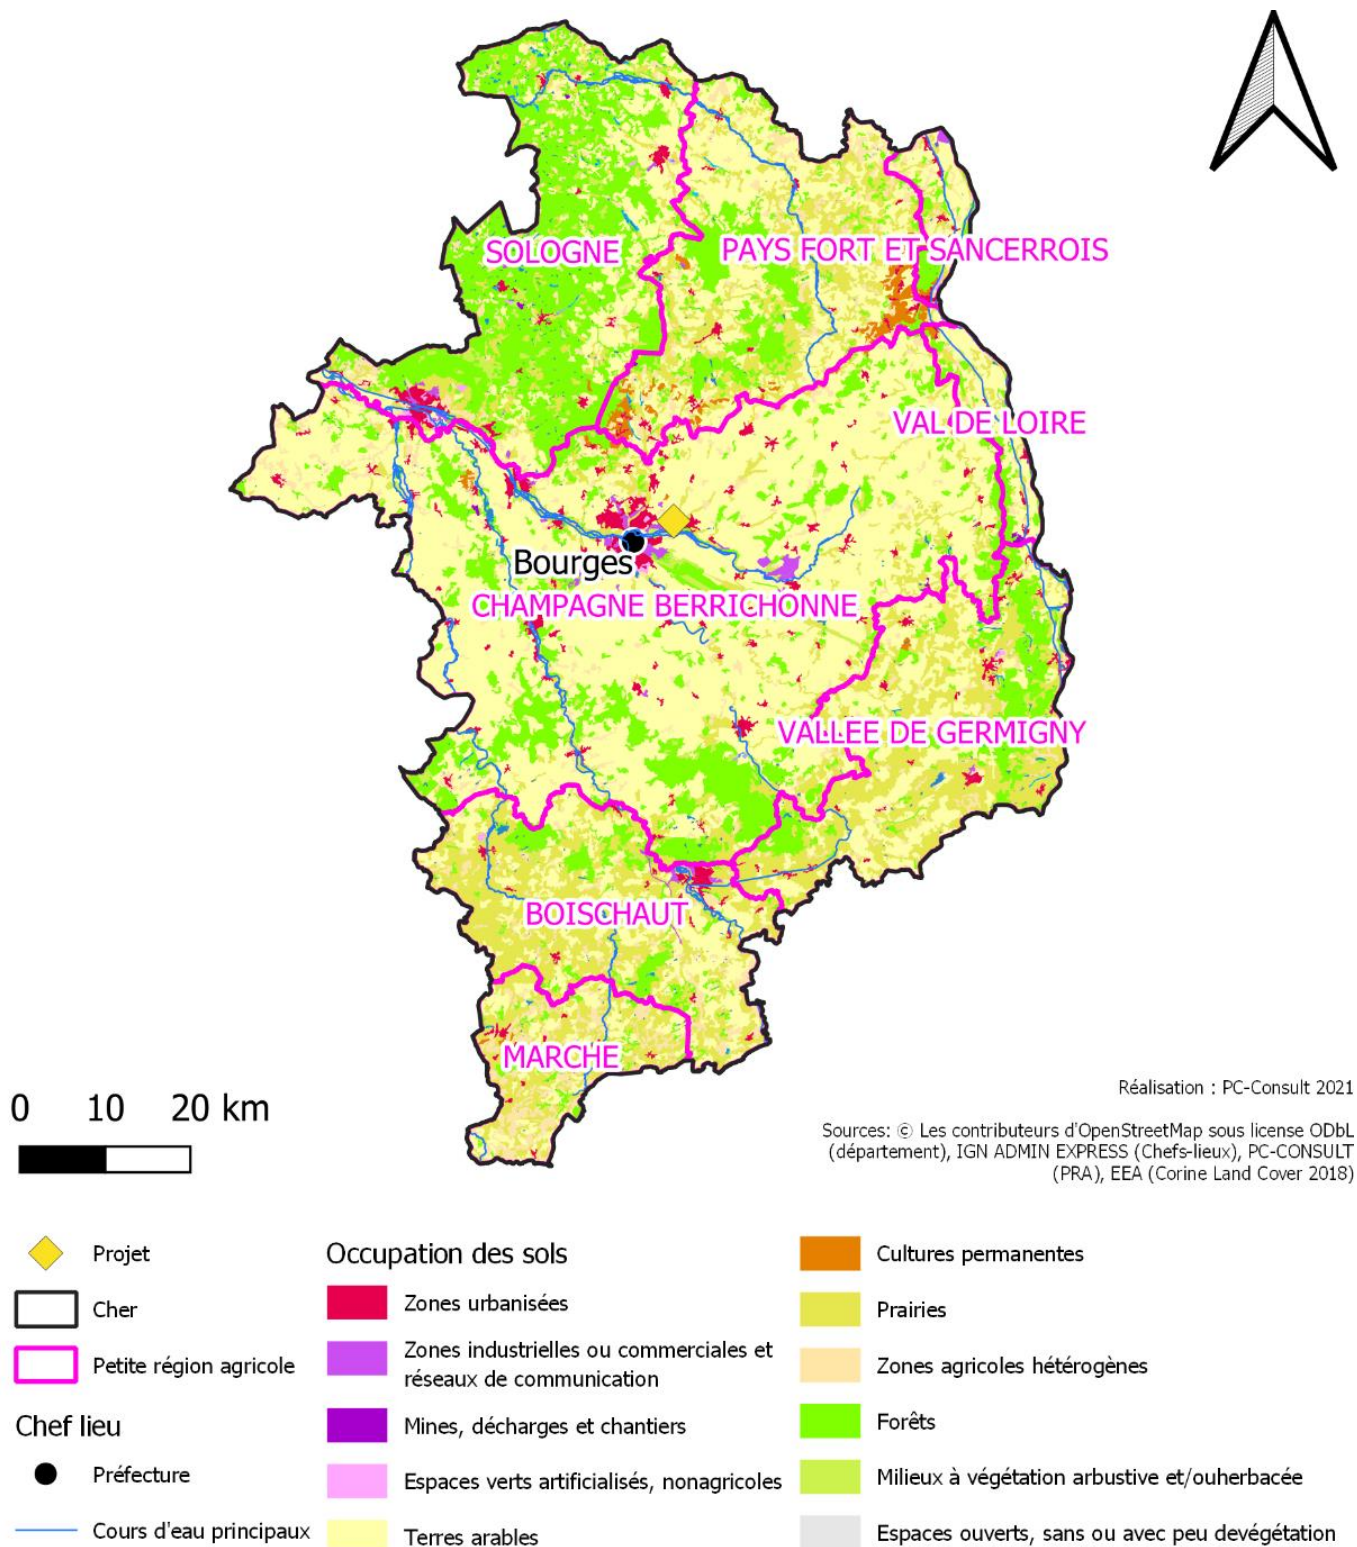 SOLOGNE
PAYS FORT ET SANCERROIS
VAL DE LOIRE
Bourges
CHAMPAGNE BERRICHONNE
VALLEE DE GERMIGNY
BOISCHAUT
MARCHE
0 10 20 km
Réalisation : PC-Consult 2021
Sources: © Les contributeurs d'OpenStreetMap sous license ODbL
(département), IGN ADMIN EXPRESS (Chefs-lieux), PC-CONSULT
(PRA), EEA (Corine Land Cover 2018)
Projet
Cher
Petite région agricole
Chef lieu
Préfecture
Cours d'eau principaux
Occupation des sols
Zones urbanisées
Zones industrielles ou commerciales et
réseaux de communication
Mines, décharges et chantiers
Espaces verts artificialisés, nonagricoles
Terres arables
Cultures permanentes
Prairies
Zones agricoles hétérogènes
Forêts
Milieux à végétation arbustive et/ouherbacée
Espaces ouverts, sans ou avec peu devégétation